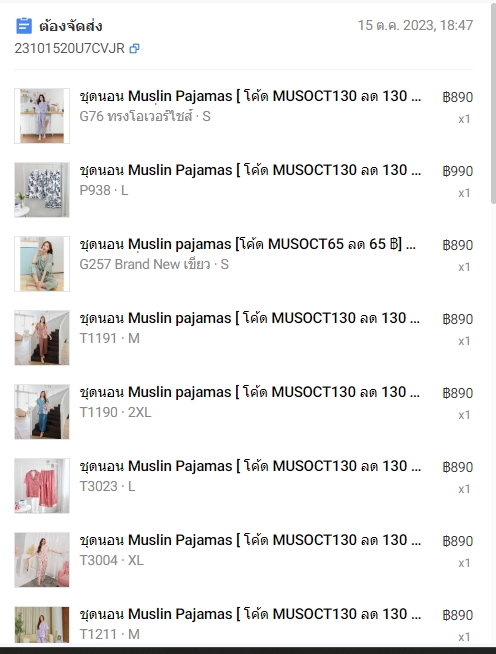 ต้องจัดส่ง
15 ต.ค. 2023, 18:47
23101520U7CVJR
ชุดนอน Muslin Pajamas [ โค้ด MUSOCT130 ลด 130 ...
฿890
G76 ทรงโอเวอร์ไซส์ · S
x1
ชุดนอน Muslin Pajamas [ โค้ด MUSOCT130 ลด 130 ...
฿990
P938 · L
x1
ชุดนอน Muslin pajamas [โค้ด MUSOCT65 ลด 65 ฿] ...
฿890
G257 Brand New เขียว · S
x1
ชุดนอน Muslin pajamas [ โค้ด MUSOCT130 ลด 130 ...
฿890
T1191 · M
x1
ชุดนอน Muslin pajamas [ โค้ด MUSOCT130 ลด 130 ...
฿890
T1190 · 2XL
x1
ชุดนอน Muslin Pajamas [ โค้ด MUSOCT130 ลด 130 ...
฿890
T3023 · L
x1
ชุดนอน Muslin Pajamas [ โค้ด MUSOCT130 ลด 130 ...
฿890
T3004 · XL
x1
ชุดนอน Muslin Pajamas [ โค้ด MUSOCT130 ลด 130 ...
฿890
T1211 · M
x1